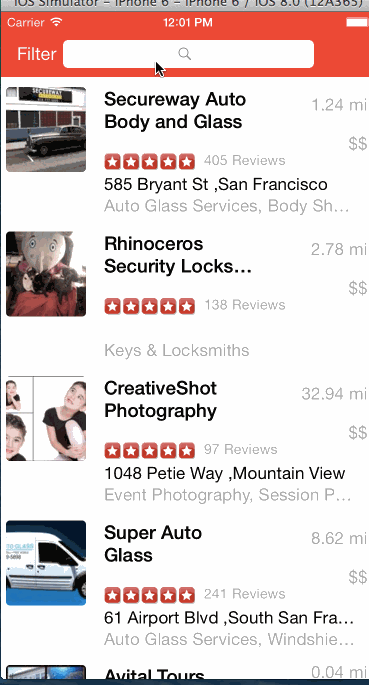 iOS Simulator – iPhone 6 – iPhone 6 / iOS 8.0 (12A365)
Carrier 12:01 PM
Filter
Secureway Auto 1.24 mi
Body and Glass
$$
405 Reviews
585 Bryant St ,San Francisco
Auto Glass Services, Body Sh…
Rhinoceros 2.78 mi
Security Locks…
$$
138 Reviews
Keys & Locksmiths
CreativeShot 32.94 mi
Photography
$$
97 Reviews
1048 Petie Way ,Mountain View
Event Photography, Session P…
Super Auto 8.62 mi
Glass
$$
241 Reviews
61 Airport Blvd ,South San Fra…
Auto Glass Services, Windshie…
Avital Tours 0.04 mi